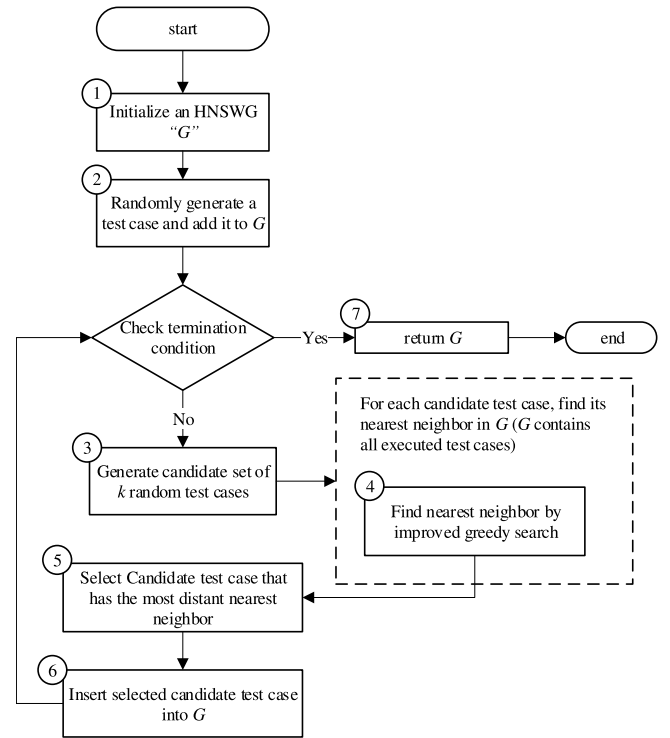 start
1
Initialize an HNSWG
“G”
2
Randomly generate a
test case and add it to G
Check termination
condition
Yes
7
return G
end
No
3
Generate candidate set of
k random test cases
For each candidate test case, find its
nearest neighbor in G (G contains
all executed test cases)
4
Find nearest neighbor by
improved greedy search
5
Select Candidate test case that
has the most distant nearest
neighbor
6
Insert selected candidate test case
into G